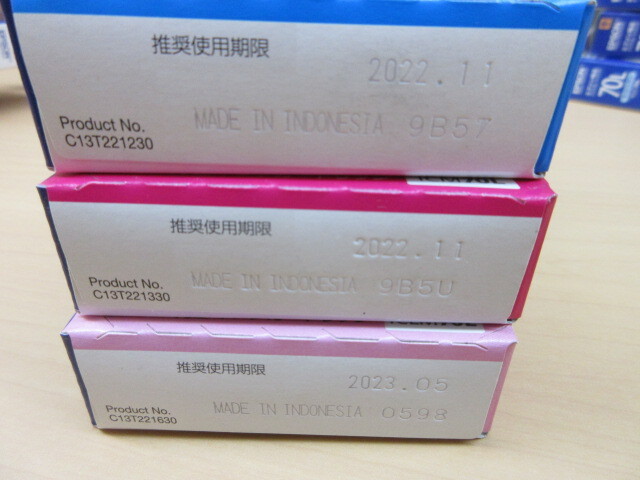 推奨使用期限
2022.11
Product No. MADE IN INDONESIA 9B57
C13T221230
推奨使用期限
2022.11
Product No. MADE IN INDONESIA 9B5U
C13T221330
推奨使用期限
2023.05
Product No. MADE IN INDONESIA 0598
C13T221630
70L